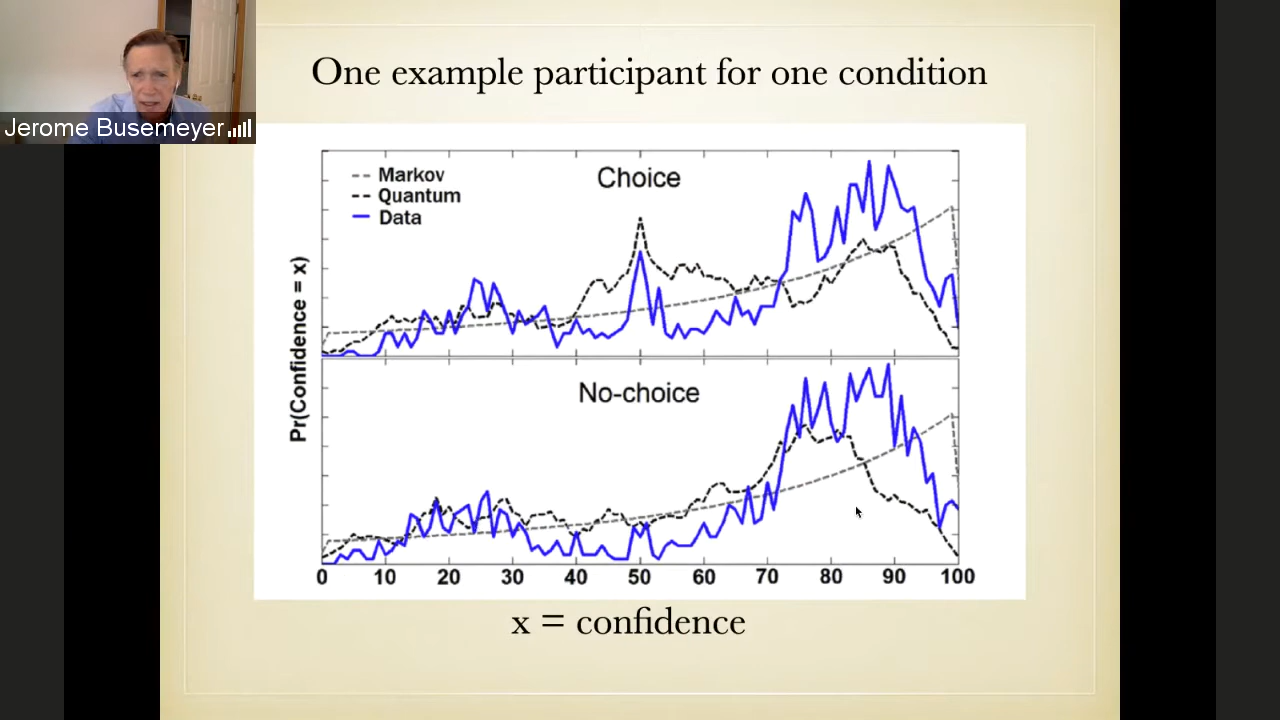 One example participant for one condition
Jerome Busemeyer
Markov
Quantum
Data
Choice
No-choice
Pr(Confidence = x)
0 10 20 30 40 50 60 70 80 90 100
x = confidence